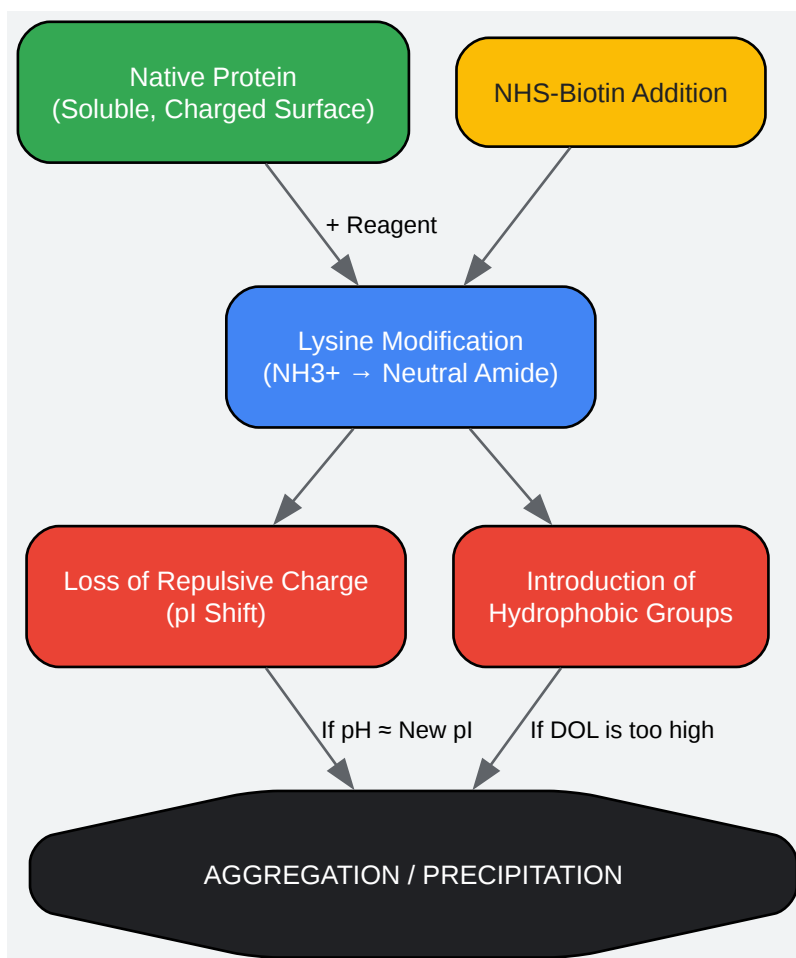 Native Protein
(Soluble, Charged Surface)
NHS-Biotin Addition
+ Reagent
Lysine Modification
(NH3+ → Neutral Amide)
Loss of Repulsive Charge
(pI Shift)
Introduction of
Hydrophobic Groups
If pH ≈ New pI
If DOL is too high
AGGREGATION / PRECIPITATION